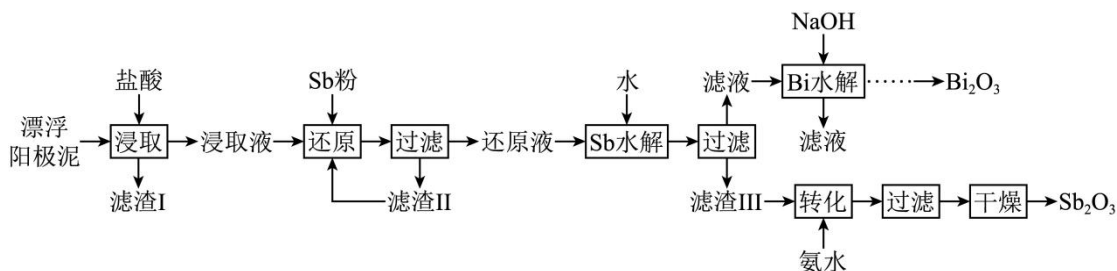 NaOH
盐酸
Sb粉
水
滤液
Bi水解
……
Bi₂O₃
漂浮
阳极泥
浸取
浸取液
还原
过滤
还原液
Sb水解
过滤
滤液
滤渣I
滤渣II
滤渣III
转化
过滤
干燥
Sb₂O₃
氨水